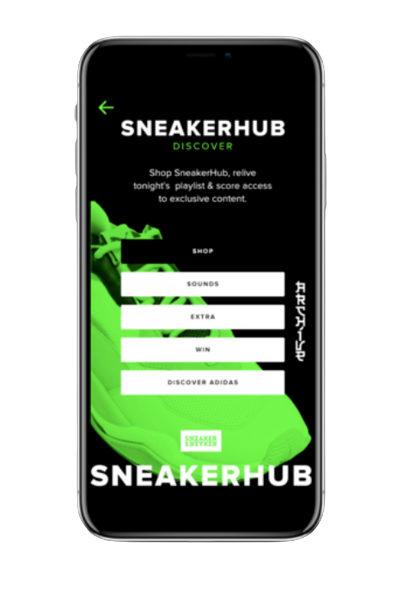 SNEAKERHUB
DISCOVER
Shop SneakerHub, relive
tonight's playlist & score access
to exclusive content.
SHOP
SOUNDS
EXTRA
WIN
DISCOVER ADIDAS
ARCHIVE
SNEAKER
SNEAKERHUB